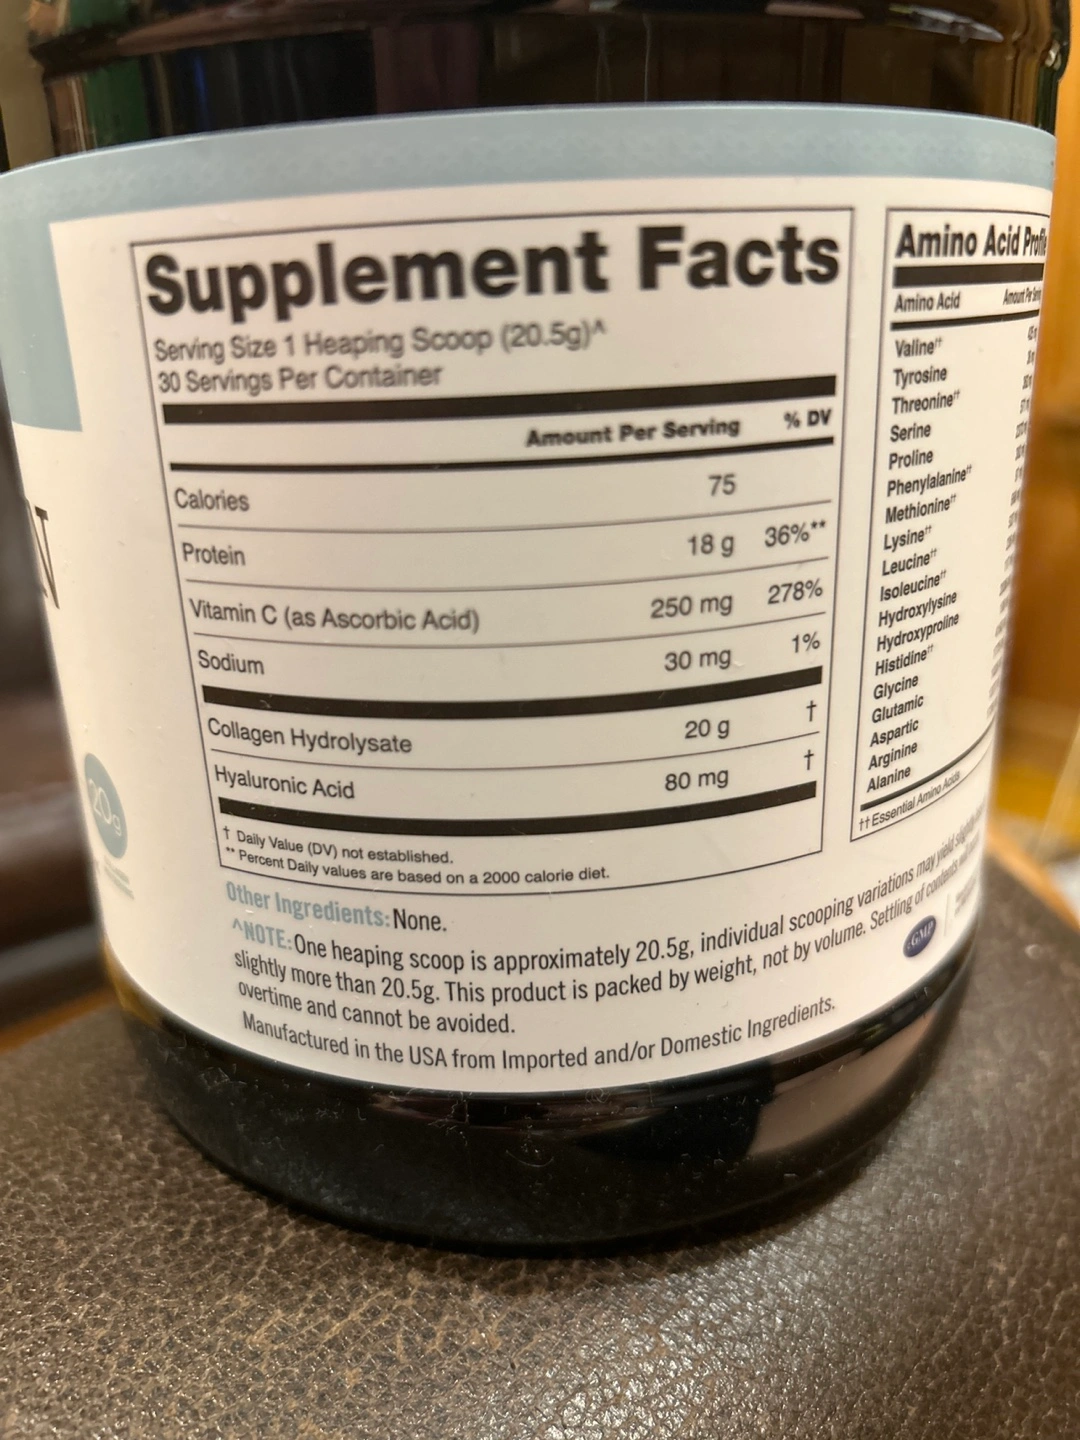 Supplement Facts
Serving Size 1 Heaping Scoop (20.5g)^
30 Servings Per Container
Amount Per Serving % DV
Calories 75
Protein 18 g 36%**
Vitamin C (as Ascorbic Acid) 250 mg 278%
Sodium 30 mg 1%
Collagen Hydrolysate 20 g †
Hyaluronic Acid 80 mg †
† Daily Value (DV) not established.
** Percent Daily values are based on a 2000 calorie diet.
Other Ingredients: None.
^NOTE: One heaping scoop is approximately 20.5g, individual scooping variations may yield slightly
slightly more than 20.5g. This product is packed by weight, not by volume. Settling of contents
overtime and cannot be avoided.
Manufactured in the USA from Imported and/or Domestic Ingredients.
Amino Acid
Amino Acid Amount Per
Valine††
Tyrosine
Threonine††
Serine
Proline
Phenylalanine††
Methionine††
Lysine††
Leucine††
Isoleucine††
Hydroxylysine
Hydroxyproline
Histidine††
Glycine
Glutamic
Aspartic
Arginine
Alanine
†† Essential Amino Acids
GMP
20g